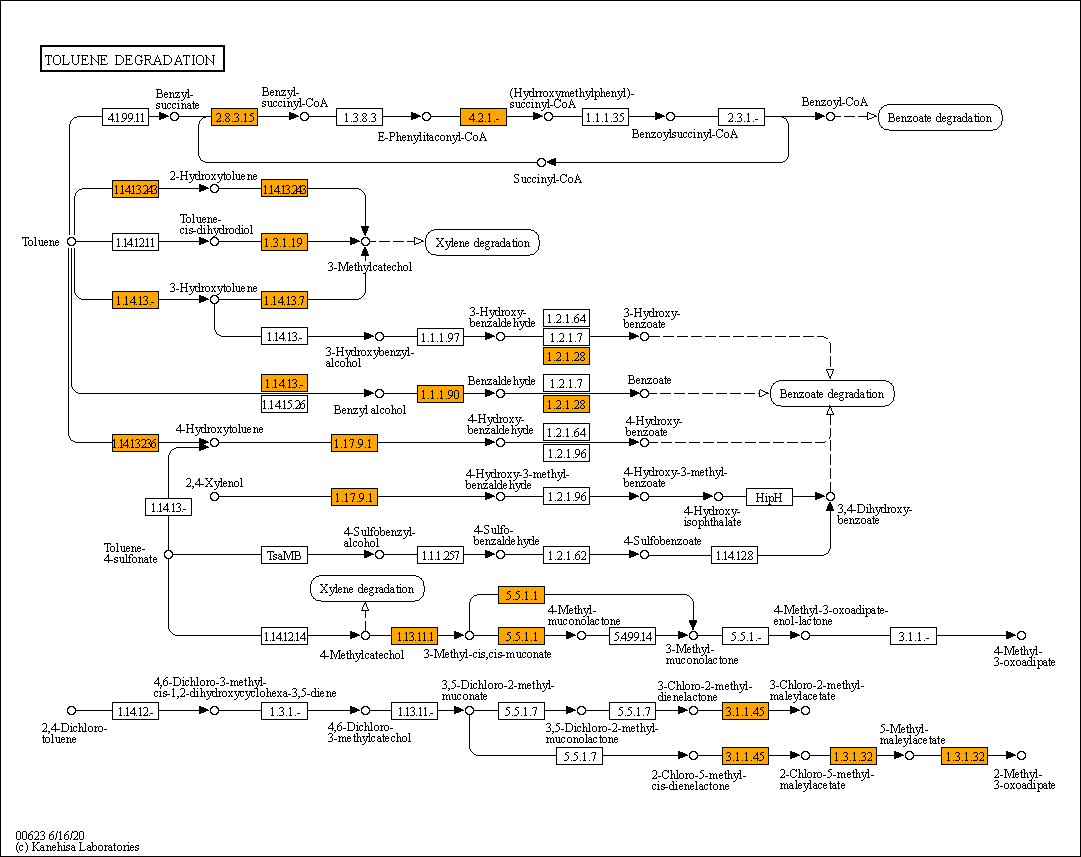 TOLUENE DEGRADATION
Benzyl-
succinate
Benzyl-
succinyl-CoA
(Hydrroxymethylphenyl)-
succinyl-CoA
Benzoyl-CoA
4.1.99.11
2.8.3.15
1.3.8.3
4.2.1.-
1.1.1.35
2.3.1.-
Benzoate degradation
E-Phenylitaconyl-CoA
Benzoylsuccinyl-CoA
Succinyl-CoA
2-Hydroxytoluene
1.14.13.243
1.14.13.243
Toluene-
cis-dihydrodiol
Toluene
1.14.12.11
1.3.1.19
Xylene degradation
3-Methylcatechol
3-Hydroxytoluene
1.14.13.-
1.14.13.7
3-Hydroxy-
benzaldehyde
1.2.1.64
3-Hydroxy-
benzoate
1.14.13.-
1.1.1.97
1.2.1.7
3-Hydroxybenzyl-
alcohol
1.2.1.28
1.14.13.-
Benzaldehyde
1.2.1.7
Benzoate
1.14.15.26
1.1.1.90
1.2.1.28
Benzoate degradation
Benzyl alcohol
4-Hydroxytoluene
4-Hydroxy-
benzaldehyde
1.2.1.64
4-Hydroxy-
benzoate
1.14.13.236
1.17.9.1
1.2.1.96
2,4-Xylenol
4-Hydroxy-3-methyl-
benzaldehyde
4-Hydroxy-3-methyl-
benzoate
1.17.9.1
1.2.1.96
HipH
1.14.13.-
4-Hydroxy-
isophthalate
3,4-Dihydroxy-
benzoate
4-Sulfobenzyl-
alcohol
4-Sulfo-
benzaldehyde
4-Sulfobenzoate
Toluene-
4-sulfonate
TsaMB
1.1.1.257
1.2.1.62
1.14.12.8
Xylene degradation
5.5.1.1
4-Methyl-
muconolactone
4-Methyl-3-oxoadipate-
enol-lactone
1.14.12.14
1.13.11.1
5.5.1.1
5.4.99.14
5.5.1.-
3.1.1.-
4-Methylcatechol
3-Methyl-cis,cis-muconate
3-Methyl-
muconolactone
4-Methyl-
3-oxoadipate
4,6-Dichloro-3-methyl-
cis-1,2-dihydroxycyclohexa-3,5-diene
3,5-Dichloro-2-methyl-
muconate
3-Chloro-2-methyl-
dienelactone
3-Chloro-2-methyl-
maleylacetate
1.14.12.-
1.3.1.-
1.13.11.-
5.5.1.7
5.5.1.7
3.1.1.45
2,4-Dichloro-
toluene
4,6-Dichloro-
3-methylcatechol
3,5-Dichloro-2-methyl-
muconolactone
5-Methyl-
maleylacetate
5.5.1.7
3.1.1.45
1.3.1.32
1.3.1.32
2-Chloro-5-methyl-
cis-dienelactone
2-Chloro-5-methyl-
maleylacetate
2-Methyl-
3-oxoadipate
00623 6/16/20
(c) Kanehisa Laboratories